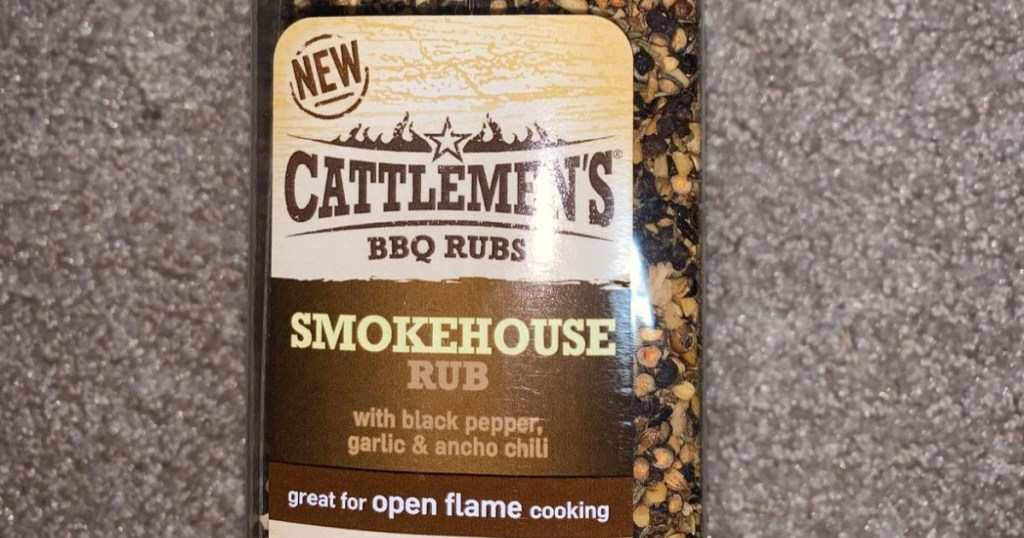 NEW
CATTLEMEN'S®
BBQ RUBS
SMOKEHOUSE
RUB
with black pepper,
garlic & ancho chili
great for open flame cooking